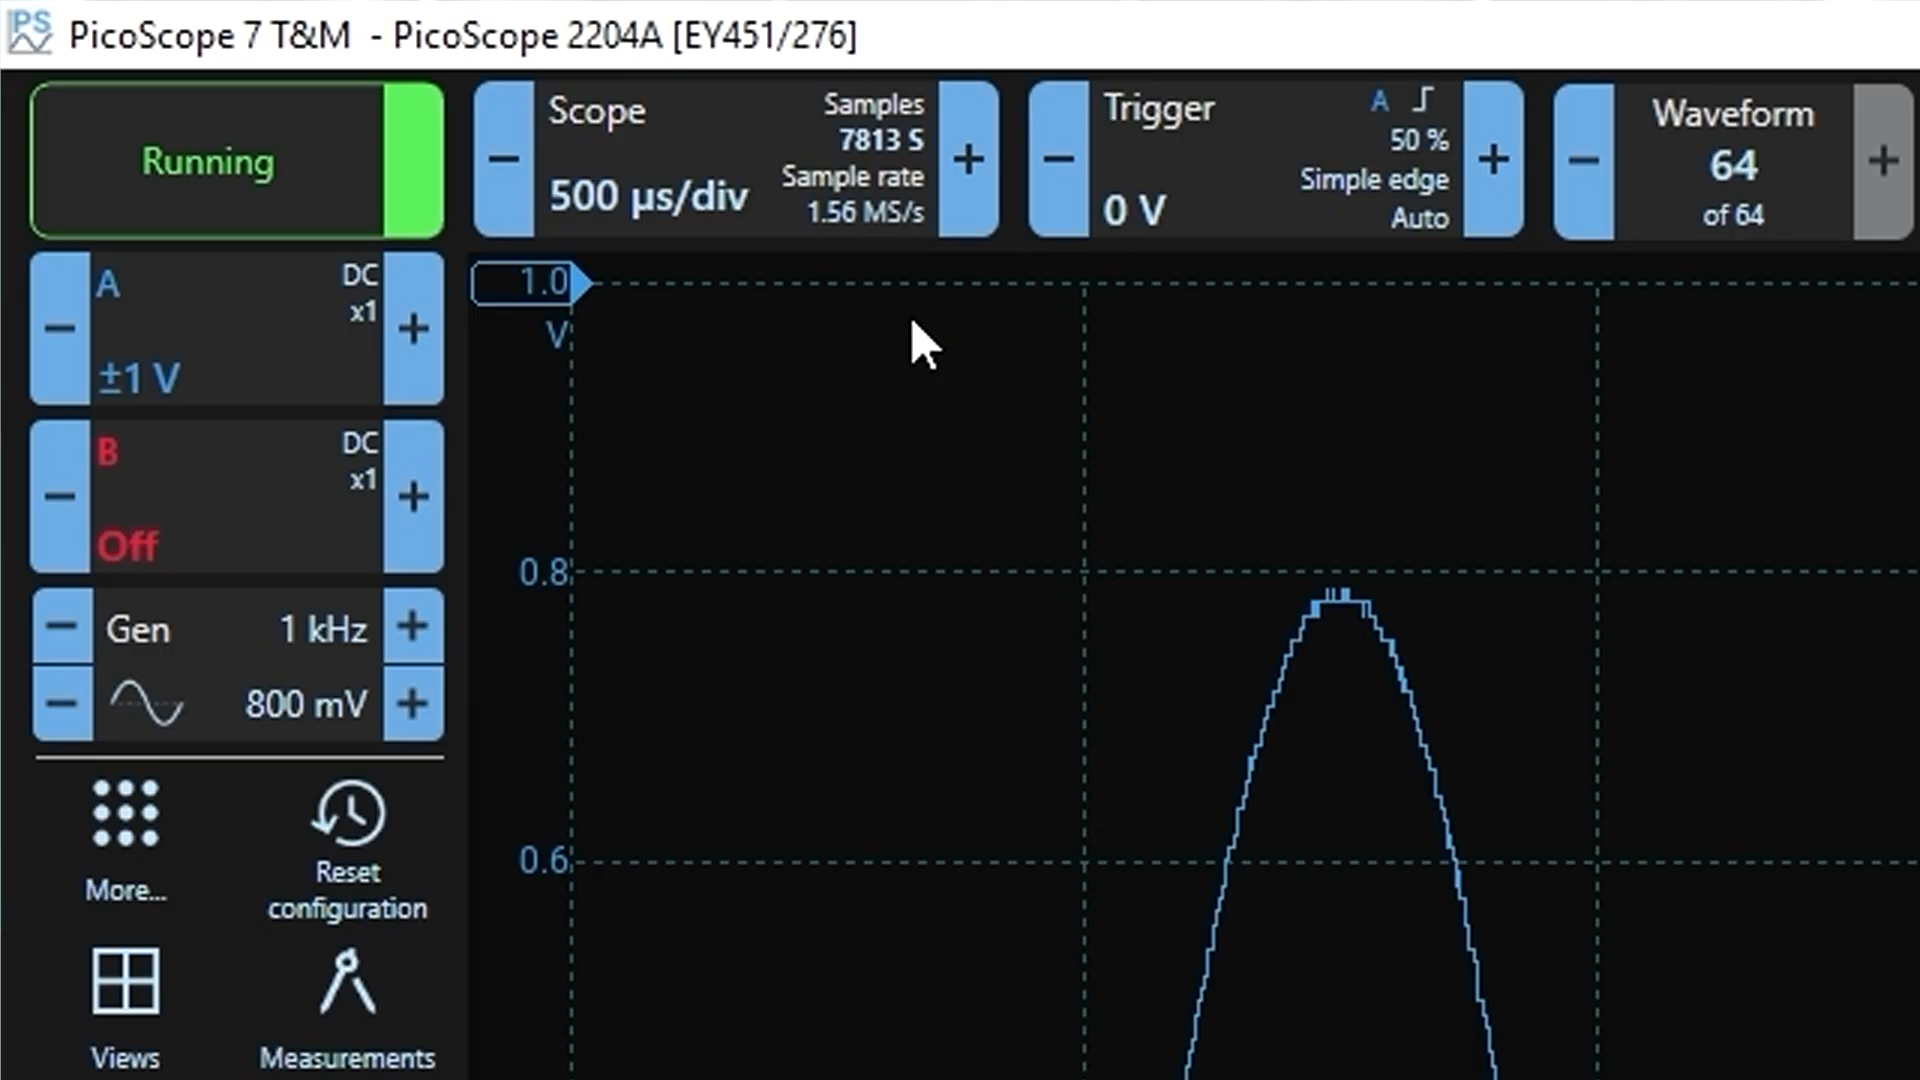 PS PicoScope 7 T&M - PicoScope 2204A [EY451/276]
Running
Scope
500 µs/div
Samples
7813 S
Sample rate
1.56 MS/s
Trigger
0 V
A
50 %
Simple edge
Auto
Waveform
64
of 64
A
DC
x1
±1 V
B
DC
x1
Off
Gen 1 kHz
800 mV
More...
Reset
configuration
Views
Measurements
1.0
V
0.8
0.6